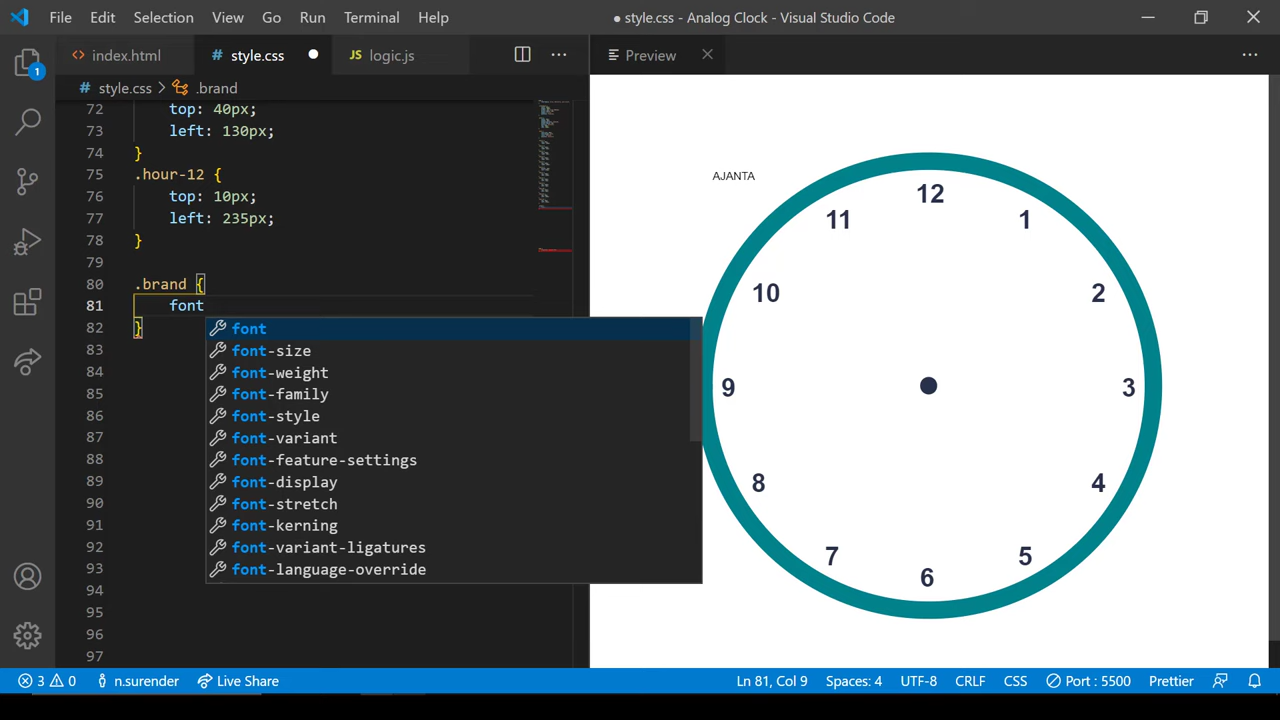 File Edit Selection View Go Run Terminal Help
● style.css - Analog Clock - Visual Studio Code
<> index.html
# style.css
JS logic.js
Preview
# style.css > .brand
72 top: 40px;
73 left: 130px;
74 }
75 .hour-12 {
76 top: 10px;
77 left: 235px;
78 }
79
80 .brand {
81 font
82 }
83
84
85
86
87
88
89
90
91
92
93
94
95
96
97
font
font-size
font-weight
font-family
font-style
font-variant
font-feature-settings
font-display
font-stretch
font-kerning
font-variant-ligatures
font-language-override
1
AJANTA
12
11
1
10
2
9
3
8
4
7
5
6
3 0 n.surender Live Share
Ln 81, Col 9 Spaces: 4 UTF-8 CRLF CSS Port : 5500 Prettier